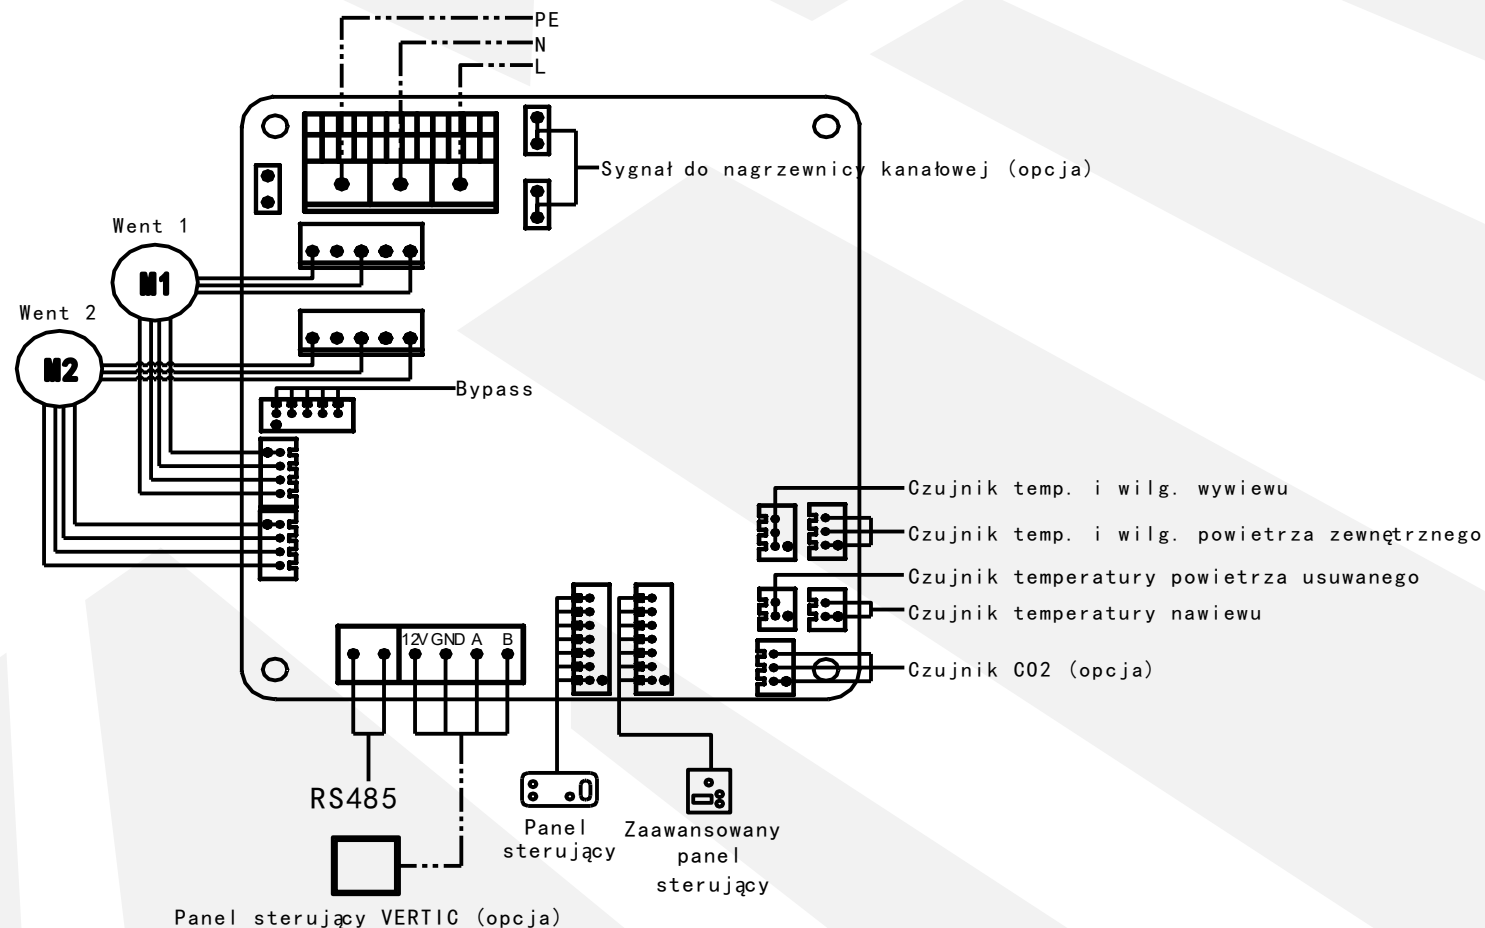 PE
N
L
Sygnał do nagrzewnicy kanałowej (opcja)
Went 1
M1
Went 2
M2
Bypass
Czujnik temp. i wilg. wywiewu
Czujnik temp. i wilg. powietrza zewnętrznego
Czujnik temperatury powietrza usuwanego
Czujnik temperatury nawiewu
12V GND A B
Czujnik CO2 (opcja)
RS485
Panel
sterujący
Zaawansowany
panel
sterujący
Panel sterujący VERTIC (opcja)